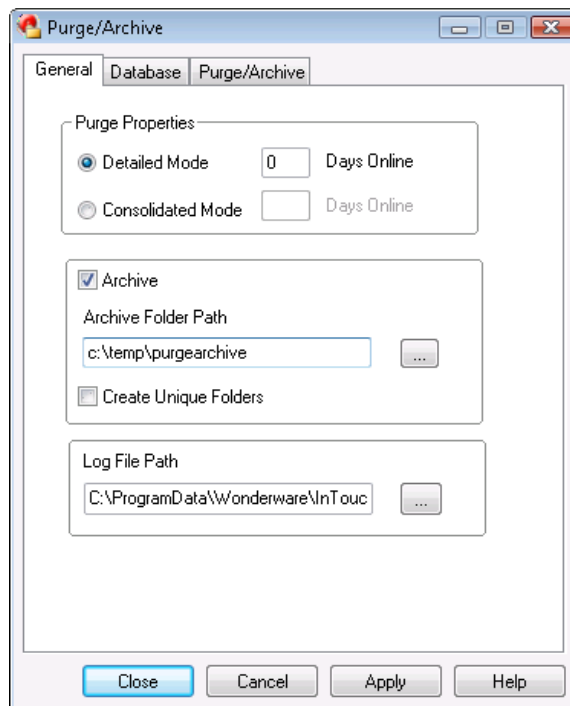 Purge/Archive
General Database Purge/Archive
Purge Properties
Detailed Mode 0 Days Online
Consolidated Mode Days Online
Archive
Archive Folder Path
c:\temp\purgearchive
...
Create Unique Folders
Log File Path
C:\ProgramData\Wonderware\InTouc
...
Close Cancel Apply Help